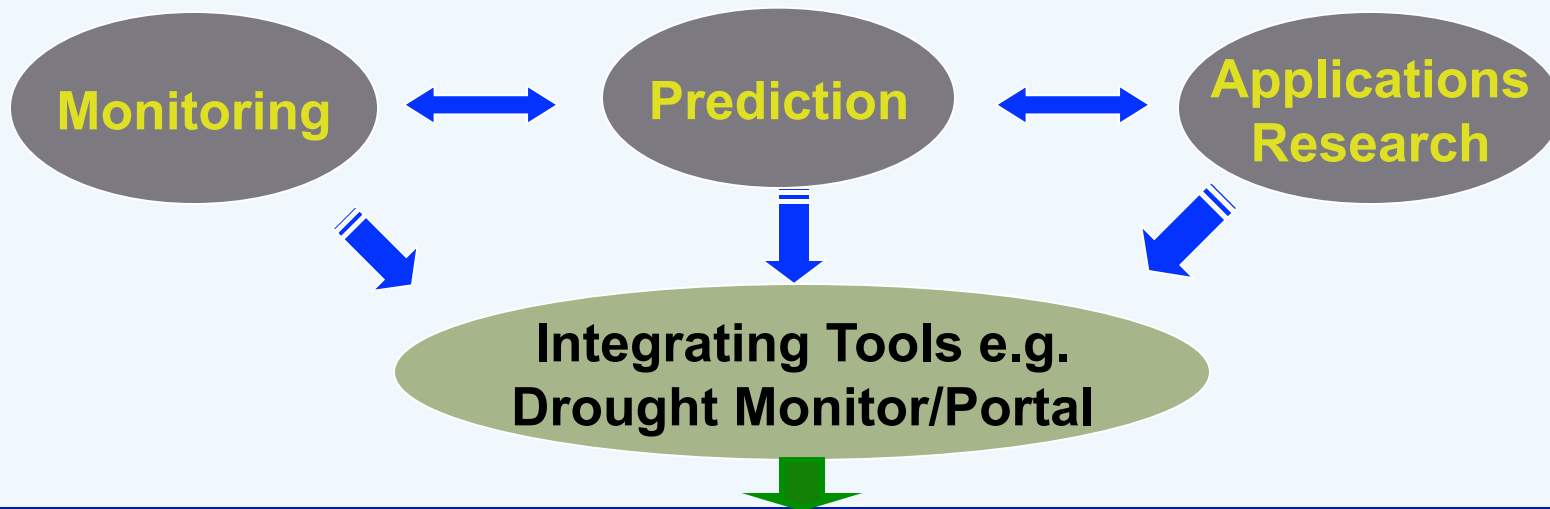 Monitoring
Prediction
Applications
Research
Integrating Tools e.g.
Drought Monitor/Portal